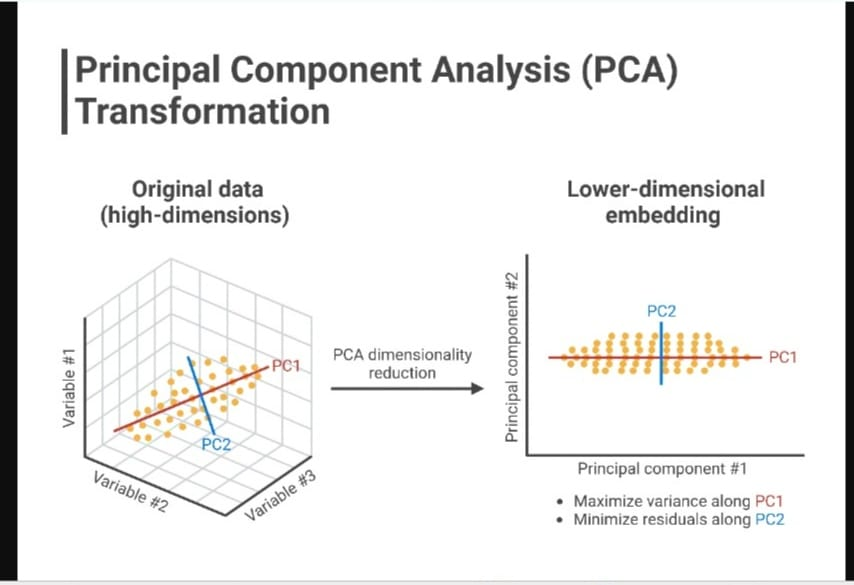 Principal Component Analysis (PCA)
Transformation
Original data
(high-dimensions)
Variable #1
Variable #2
Variable #3
PC1
PC2
PCA dimensionality
reduction
Lower-dimensional
embedding
Principal component #2
PC2
PC1
Principal component #1
• Maximize variance along PC1
• Minimize residuals along PC2